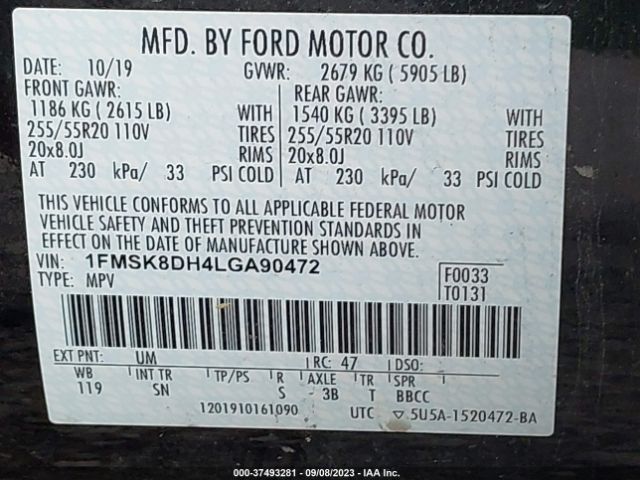 MFD. BY FORD MOTOR CO.
DATE: 10/19 GVWR: 2679 KG ( 5905 LB)
FRONT GAWR: REAR GAWR:
1186 KG ( 2615 LB) WITH 1540 KG ( 3395 LB) WITH
255/55R20 110V TIRES 255/55R20 110V TIRES
20x8.0J RIMS 20x8.0J RIMS
AT 230 kPa/ 33 PSI COLD AT 230 kPa/ 33 PSI COLD
THIS VEHICLE CONFORMS TO ALL APPLICABLE FEDERAL MOTOR
VEHICLE SAFETY AND THEFT PREVENTION STANDARDS IN
EFFECT ON THE DATE OF MANUFACTURE SHOWN ABOVE.
VIN: 1FMSK8DH4LGA90472 F0033
TYPE: MPV T0131
EXT PNT: UM RC: 47 DSO:
WB INT TR TP/PS R AXLE TR SPR
119 SN S 3B T BBCC
1201910161090 UTC ▽ 5U5A-1520472-BA
000-37493281 - 09/08/2023 - IAA Inc.